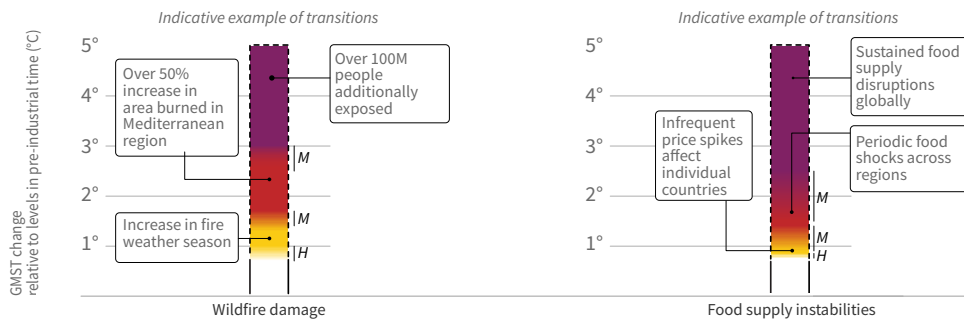 Indicative example of transitions
GMST change
relative to levels in pre-industrial time (°C)
5°
4°
3°
2°
1°
Over 50%
increase in
area burned in
Mediterranean
region
Over 100M
people
additionally
exposed
Increase in fire
weather season
M
M
H
Wildfire damage
Indicative example of transitions
5°
4°
3°
2°
1°
Sustained food
supply
disruptions
globally
Infrequent
price spikes
affect
individual
countries
Periodic food
shocks across
regions
M
M
H
Food supply instabilities